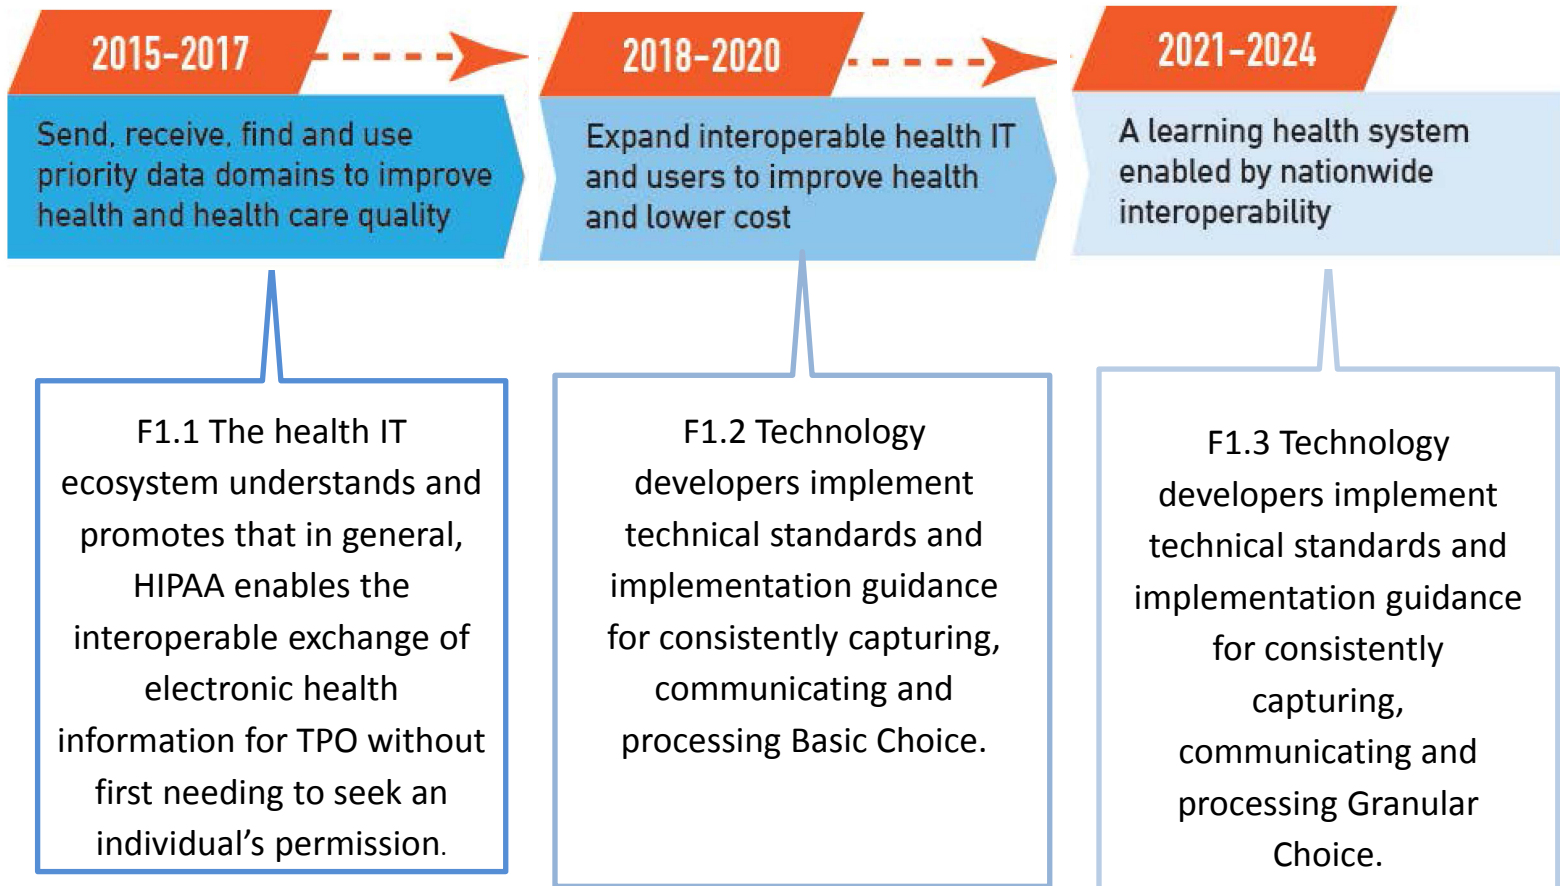 2015–2017
Send, receive, find and use
priority data domains to improve
health and health care quality
2018–2020
Expand interoperable health IT
and users to improve health
and lower cost
2021–2024
A learning health system
enabled by nationwide
interoperability
F1.1 The health IT
ecosystem understands and
promotes that in general,
HIPAA enables the
interoperable exchange of
electronic health
information for TPO without
first needing to seek an
individual’s permission.
F1.2 Technology
developers implement
technical standards and
implementation guidance
for consistently capturing,
communicating and
processing Basic Choice.
F1.3 Technology
developers implement
technical standards and
implementation guidance
for consistently
capturing,
communicating and
processing Granular
Choice.